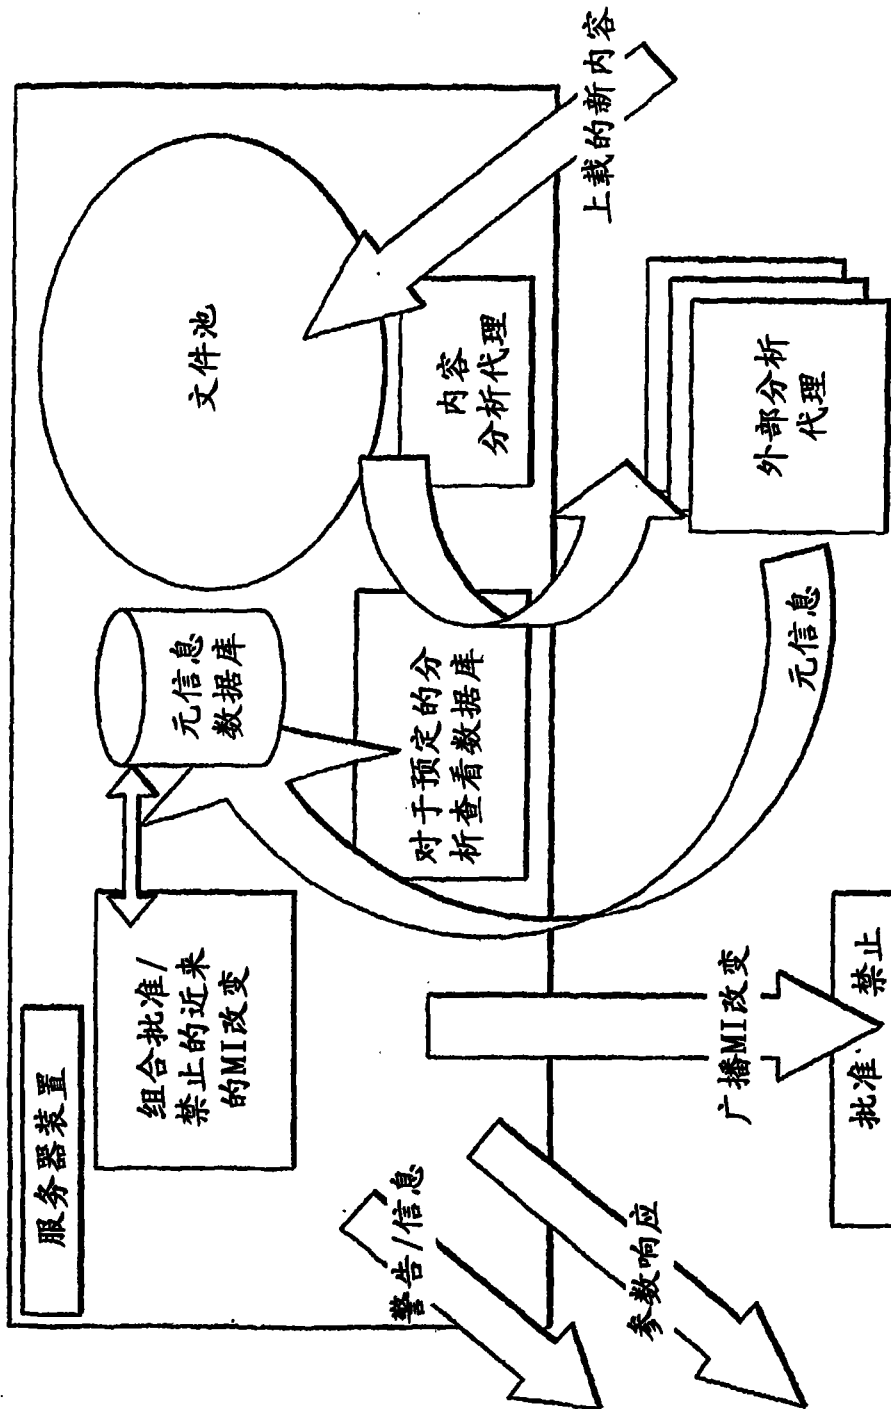 服务器装置
组合批准/
禁止的近来
的MI改变
元信息
数据库
文件池
对于预定的分
析查看数据库
内容
分析代理
上载的新内容
警告/信息
参数响应
广播MI改变
元信息
外部分析
代理
批准 禁止